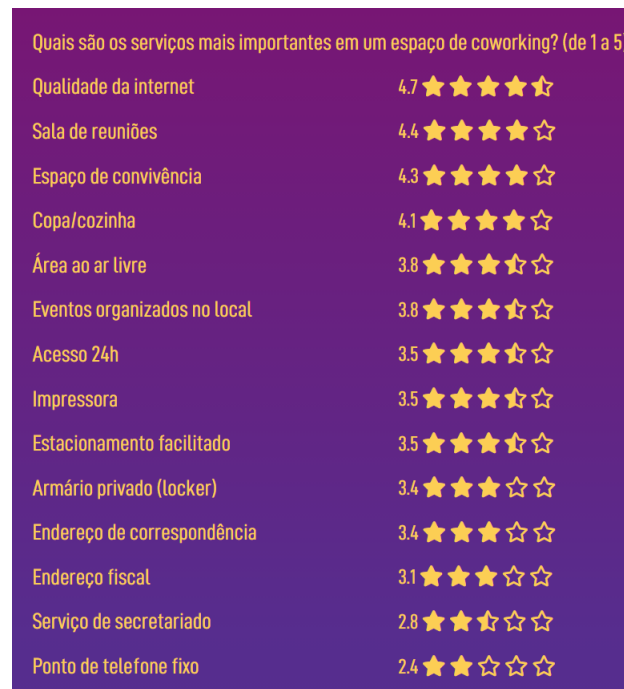 Quais são os serviços mais importantes em um espaço de coworking? (de 1 a 5)
Qualidade da internet 4.7
Sala de reuniões 4.4
Espaço de convivência 4.3
Copa/cozinha 4.1
Área ao ar livre 3.8
Eventos organizados no local 3.8
Acesso 24h 3.5
Impressora 3.5
Estacionamento facilitado 3.5
Armário privado (locker) 3.4
Endereço de correspondência 3.4
Endereço fiscal 3.1
Serviço de secretariado 2.8
Ponto de telefone fixo 2.4